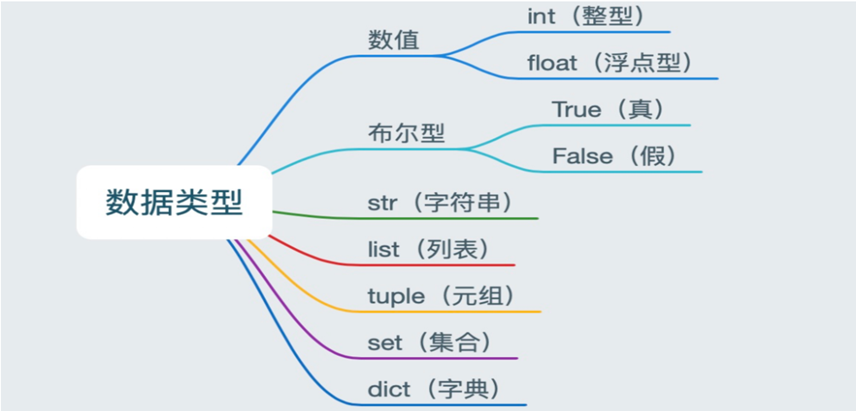 数据类型
数值
int（整型）
float（浮点型）
布尔型
True（真）
False（假）
str（字符串）
list（列表）
tuple（元组）
set（集合）
dict（字典）